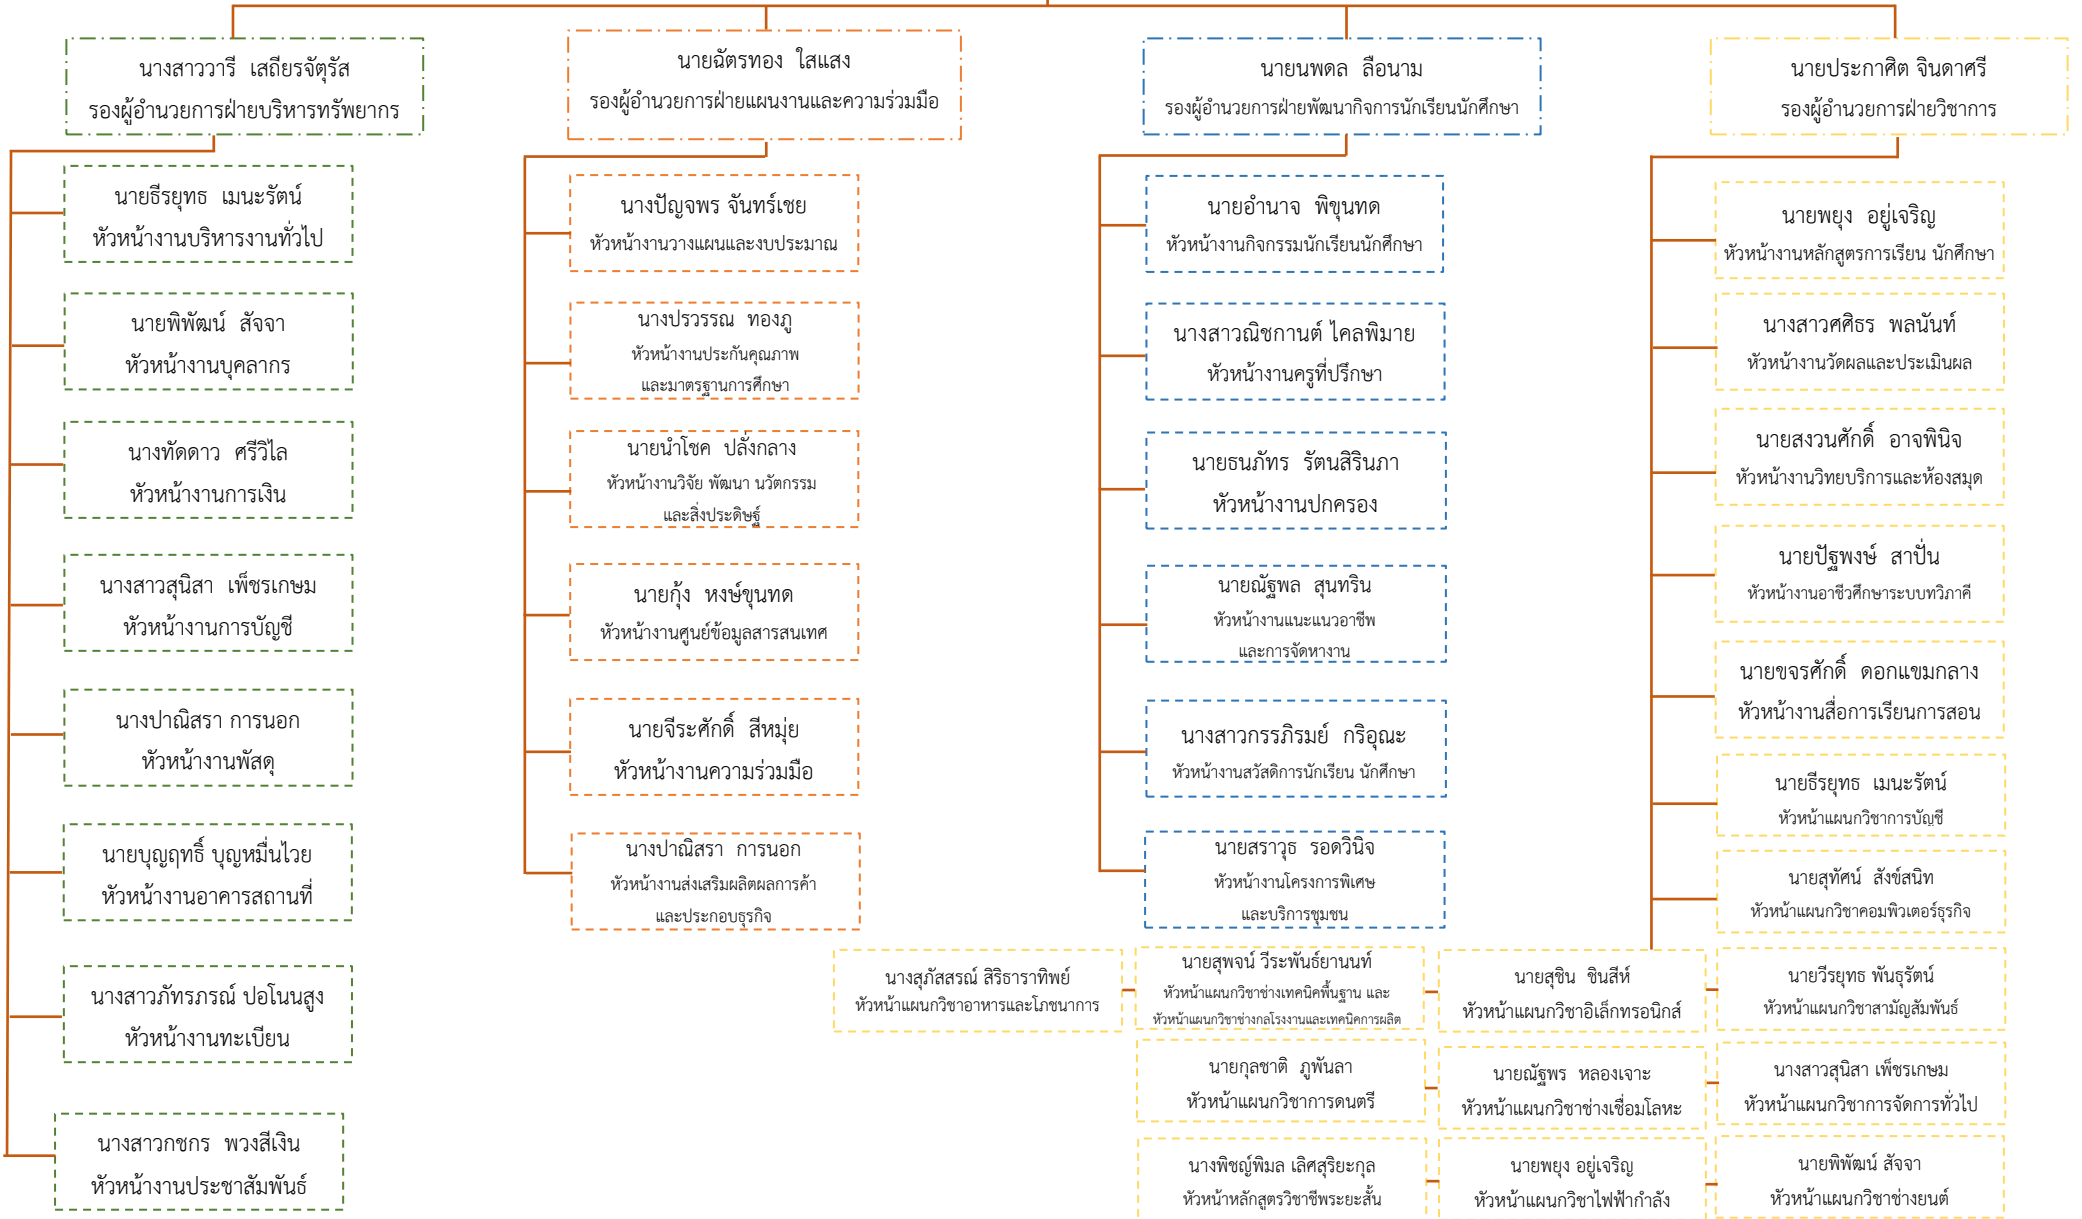 นางสาววารี เสถียรจัตุรัส
รองผู้อำนวยการฝ่ายบริหารทรัพยากร
นายธีรยุทธ เมนะรัตน์
หัวหน้างานบริหารงานทั่วไป
นายพิพัฒน์ สัจจา
หัวหน้างานบุคลากร
นางทัดดาว ศรีวิไล
หัวหน้างานการเงิน
นางสาวสุนิสา เพ็ชรเกษม
หัวหน้างานการบัญชี
นางปาณิสรา การนอก
หัวหน้างานพัสดุ
นายบุญฤทธิ์ บุญหมื่นไวย
หัวหน้างานอาคารสถานที่
นางสาวภัทรภรณ์ ปอโนนสูง
หัวหน้างานทะเบียน
นางสาวกชกร พวงสีเงิน
หัวหน้างานประชาสัมพันธ์
นายฉัตรทอง ใสแสง
รองผู้อำนวยการฝ่ายแผนงานและความร่วมมือ
นางปัญจพร จันทร์เชย
หัวหน้างานวางแผนและงบประมาณ
นางปรวรรณ ทองภู
หัวหน้างานประกันคุณภาพ
และมาตรฐานการศึกษา
นายนำโชค ปลั่งกลาง
หัวหน้างานวิจัย พัฒนา นวัตกรรม
และสิ่งประดิษฐ์
นายกุ้ง หงษ์ขุนทด
หัวหน้างานศูนย์ข้อมูลสารสนเทศ
นายจีระศักดิ์ สีหมุ่ย
หัวหน้างานความร่วมมือ
นางปาณิสรา การนอก
หัวหน้างานส่งเสริมผลิตผลการค้า
และประกอบธุรกิจ
นายนพดล ลือนาม
รองผู้อำนวยการฝ่ายพัฒนากิจการนักเรียนนักศึกษา
นายอำนาจ พิขุนทด
หัวหน้างานกิจกรรมนักเรียนนักศึกษา
นางสาวณิชกานต์ ไคลพิมาย
หัวหน้างานครูที่ปรึกษา
นายธนภัทร รัตนสิรินภา
หัวหน้างานปกครอง
นายณัฐพล สุนทริน
หัวหน้างานแนะแนวอาชีพ
และการจัดหางาน
นางสาวกรรภิรมย์ กริอุณะ
หัวหน้างานสวัสดิการนักเรียน นักศึกษา
นายสราวุธ รอดวินิจ
หัวหน้างานโครงการพิเศษ
และบริการชุมชน
นายประกาศิต จินดาศรี
รองผู้อำนวยการฝ่ายวิชาการ
นายพยุง อยู่เจริญ
หัวหน้างานหลักสูตรการเรียน นักศึกษา
นางสาวศศิธร พลนันท์
หัวหน้างานวัดผลและประเมินผล
นายสงวนศักดิ์ อาจพินิจ
หัวหน้างานวิทยบริการและห้องสมุด
นายปัฐพงษ์ สาปั่น
หัวหน้างานอาชีวศึกษาระบบทวิภาคี
นายขจรศักดิ์ ดอกแขมกลาง
หัวหน้างานสื่อการเรียนการสอน
นายธีรยุทธ เมนะรัตน์
หัวหน้าแผนกวิชาการบัญชี
นายสุทัศน์ สังข์สนิท
หัวหน้าแผนกวิชาคอมพิวเตอร์ธุรกิจ
นางสุภัสสรณ์ สิริธาราทิพย์
หัวหน้าแผนกวิชาอาหารและโภชนาการ
นายสุพจน์ วีระพันธ์ยานนท์
หัวหน้าแผนกวิชาช่างเทคนิคพื้นฐาน และ
หัวหน้าแผนกวิชาช่างกลโรงงานและเทคนิคการผลิต
นายสุชิน ชินสีห์
หัวหน้าแผนกวิชาอิเล็กทรอนิกส์
นายวีรยุทธ พันธุรัตน์
หัวหน้าแผนกวิชาสามัญสัมพันธ์
นายกุลชาติ ภูพันลา
หัวหน้าแผนกวิชาการดนตรี
นายณัฐพร หลองเจาะ
หัวหน้าแผนกวิชาช่างเชื่อมโลหะ
นางสาวสุนิสา เพ็ชรเกษม
หัวหน้าแผนกวิชาการจัดการทั่วไป
นางพิชญ์พิมล เลิศสุริยะกุล
หัวหน้าหลักสูตรวิชาชีพระยะสั้น
นายพยุง อยู่เจริญ
หัวหน้าแผนกวิชาไฟฟ้ากำลัง
นายพิพัฒน์ สัจจา
หัวหน้าแผนกวิชาช่างยนต์